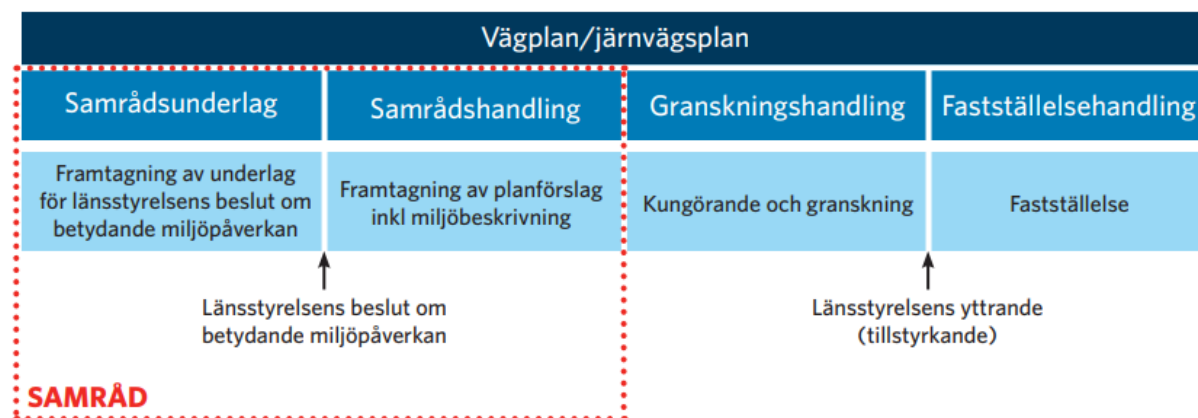 Vägplan/järnvägsplan
Samrådsunderlag
Samrådshandling
Granskningshandling
Fastställelsehandling
Framtagning av underlag
för länsstyrelsens beslut om
betydande miljöpåverkan
Framtagning av planförslag
inkl miljöbeskrivning
Kungörande och granskning
Fastställelse
Länsstyrelsens beslut om
betydande miljöpåverkan
Länsstyrelsens yttrande
(tillstyrkande)
SAMRÅD